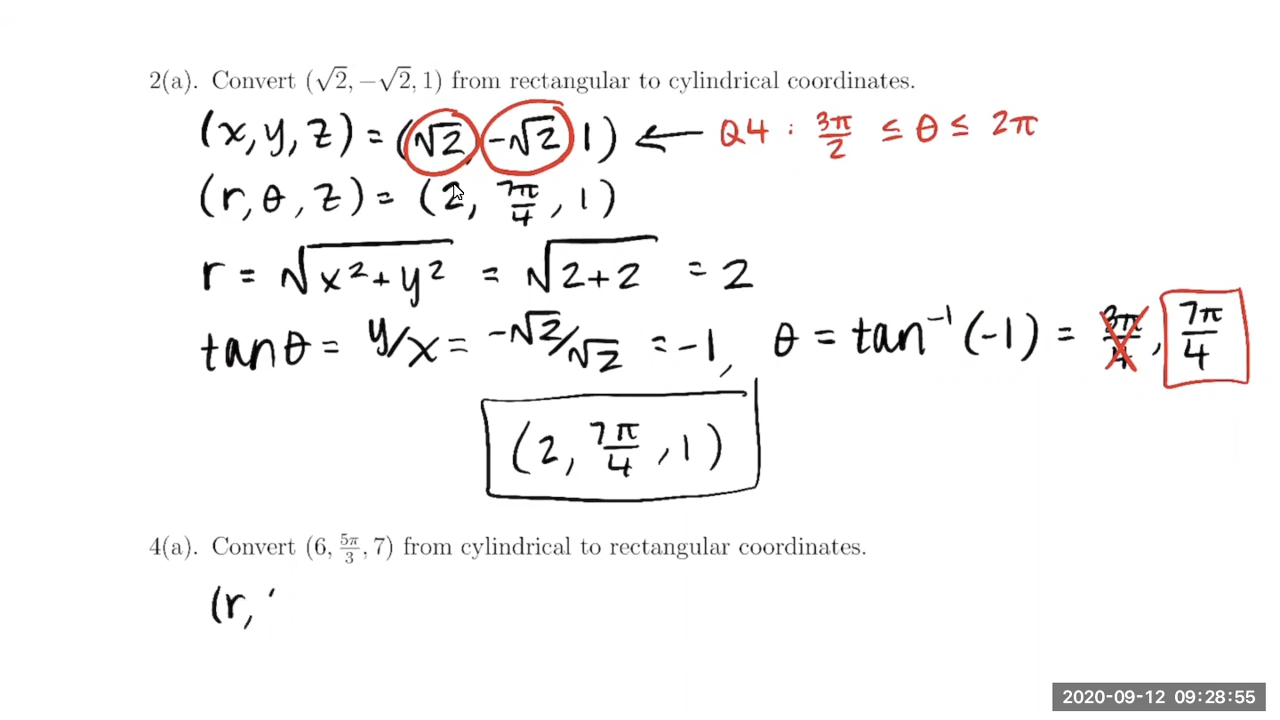 2(a). Convert (√2, −√2, 1) from rectangular to cylindrical coordinates.
(x, y, z) = (√2, -√2, 1) ← Q4 : 3π/2 ≤ θ ≤ 2π
(r, θ, z) = (2, 7π/4, 1)
r = √x²+y² = √2+2 = 2
tanθ = y/x = -√2/√2 = -1, θ = tan⁻¹(-1) = 3π/4, 7π/4
(2, 7π/4, 1)
4(a). Convert (6, 5π/3, 7) from cylindrical to rectangular coordinates.
(r,
2020-09-12 09:28:55